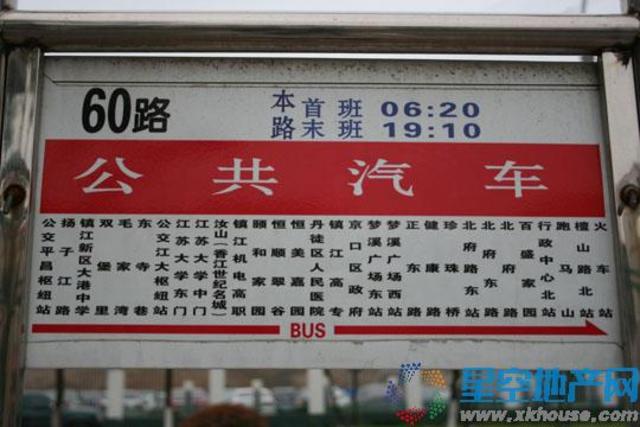 60路
本路
首班 06:20
末班 19:10
公共汽车
公交平昌枢纽站
扬子江路
镇江新区大港中学
双堡里
毛家湾
东寺巷
公交江大枢纽站
江苏大学东门
江苏大学中门
汝山(香江世纪名城)
镇江机电高职
颐和家园
恒顺翠谷
恒美嘉园
丹徒区人民医院
镇江高专
京口区政府
梦溪广场东站
梦溪广场西站
正东路
健康路
珍珠桥
北府路东站
北府路
百盛家园
行政中心北站
跑马山
檀山路北站
火车站
BUS
星空地产网
www.xkhouse.com